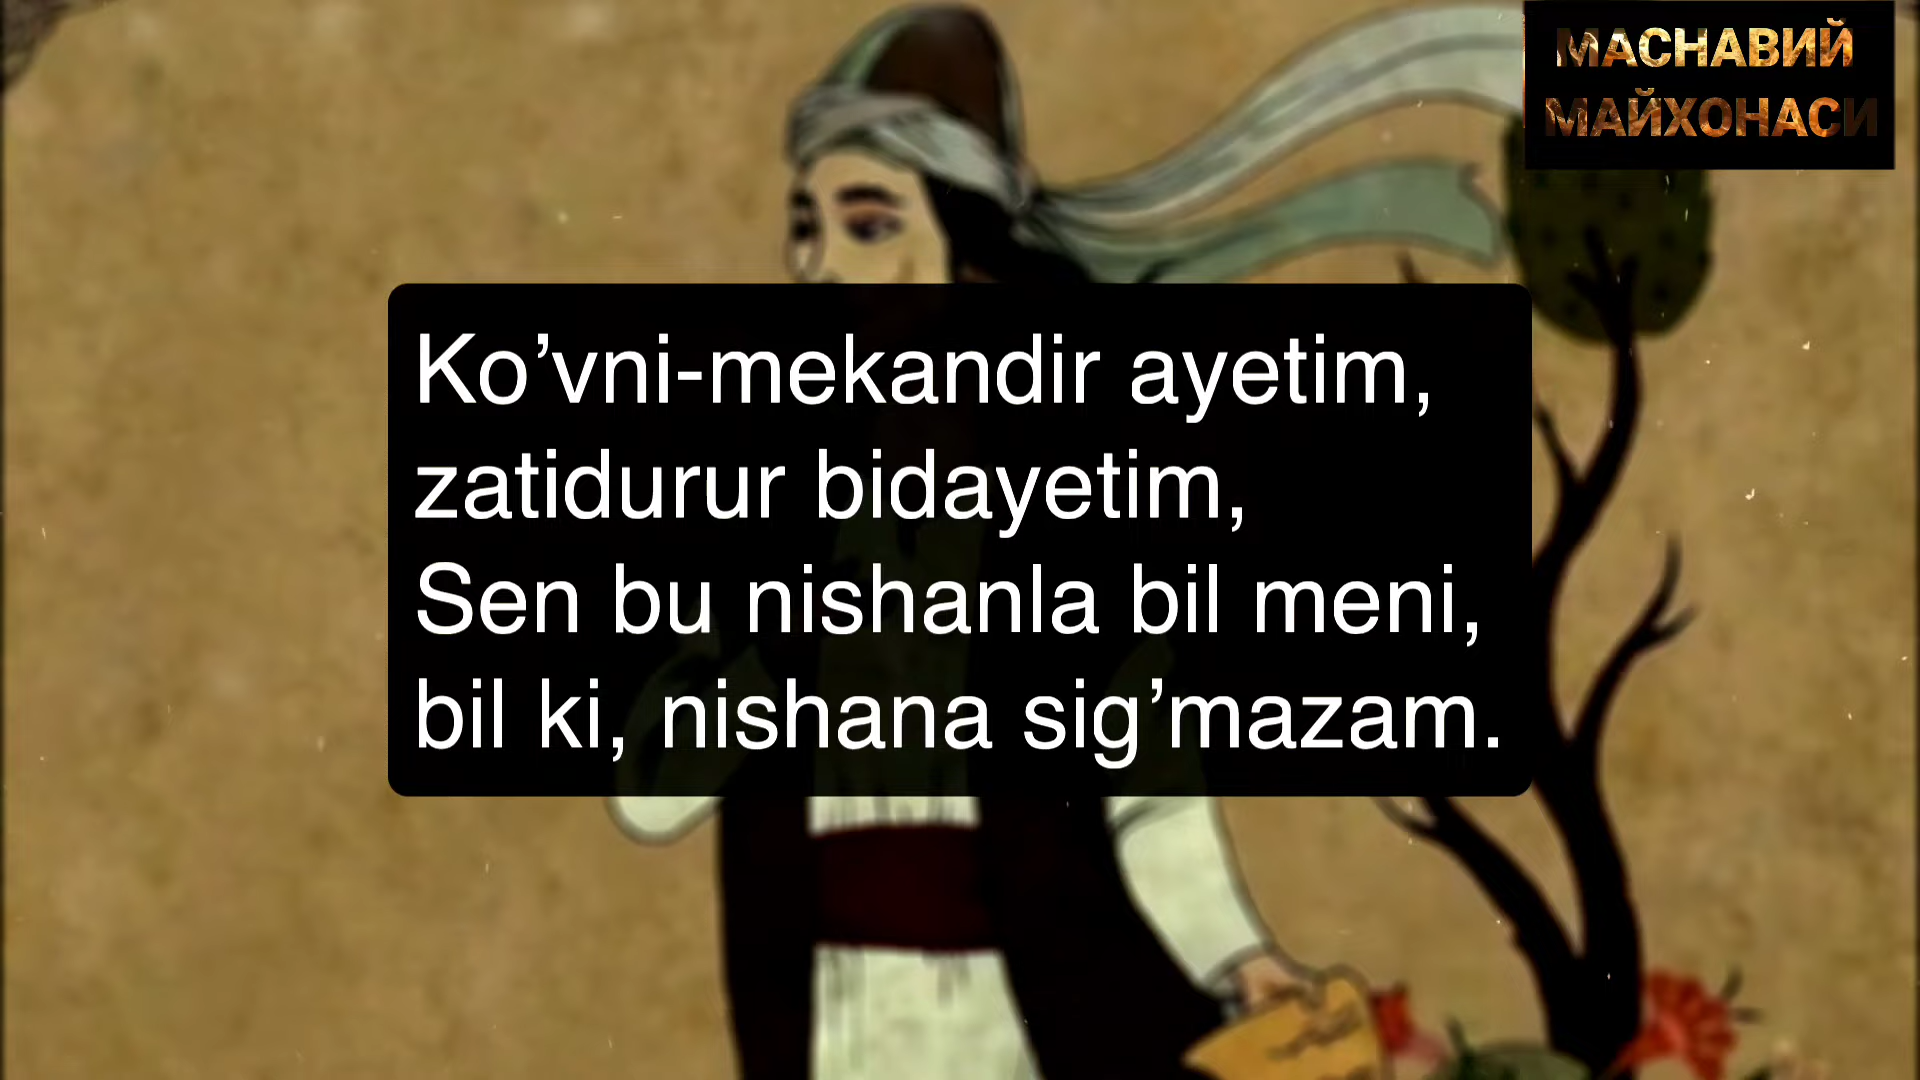 МАСНАВИЙ
МАЙХОНАСИ
Ko’vni-mekandir ayetim,
zatidurur bidayetim,
Sen bu nishanla bil meni,
bil ki, nishana sig’mazam.